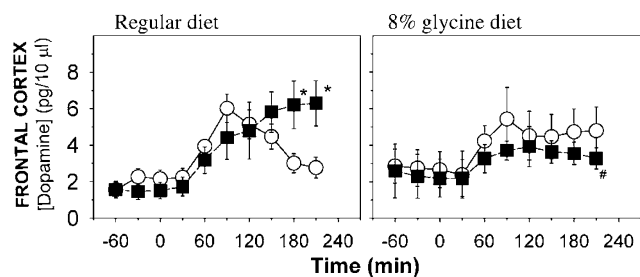 Regular diet
8% glycine diet
FRONTAL CORTEX
[Dopamine] (pg/10 µl)
8
6
4
2
0
* *
#
-60 0 60 120 180 240
-60 0 60 120 180 240
Time (min)